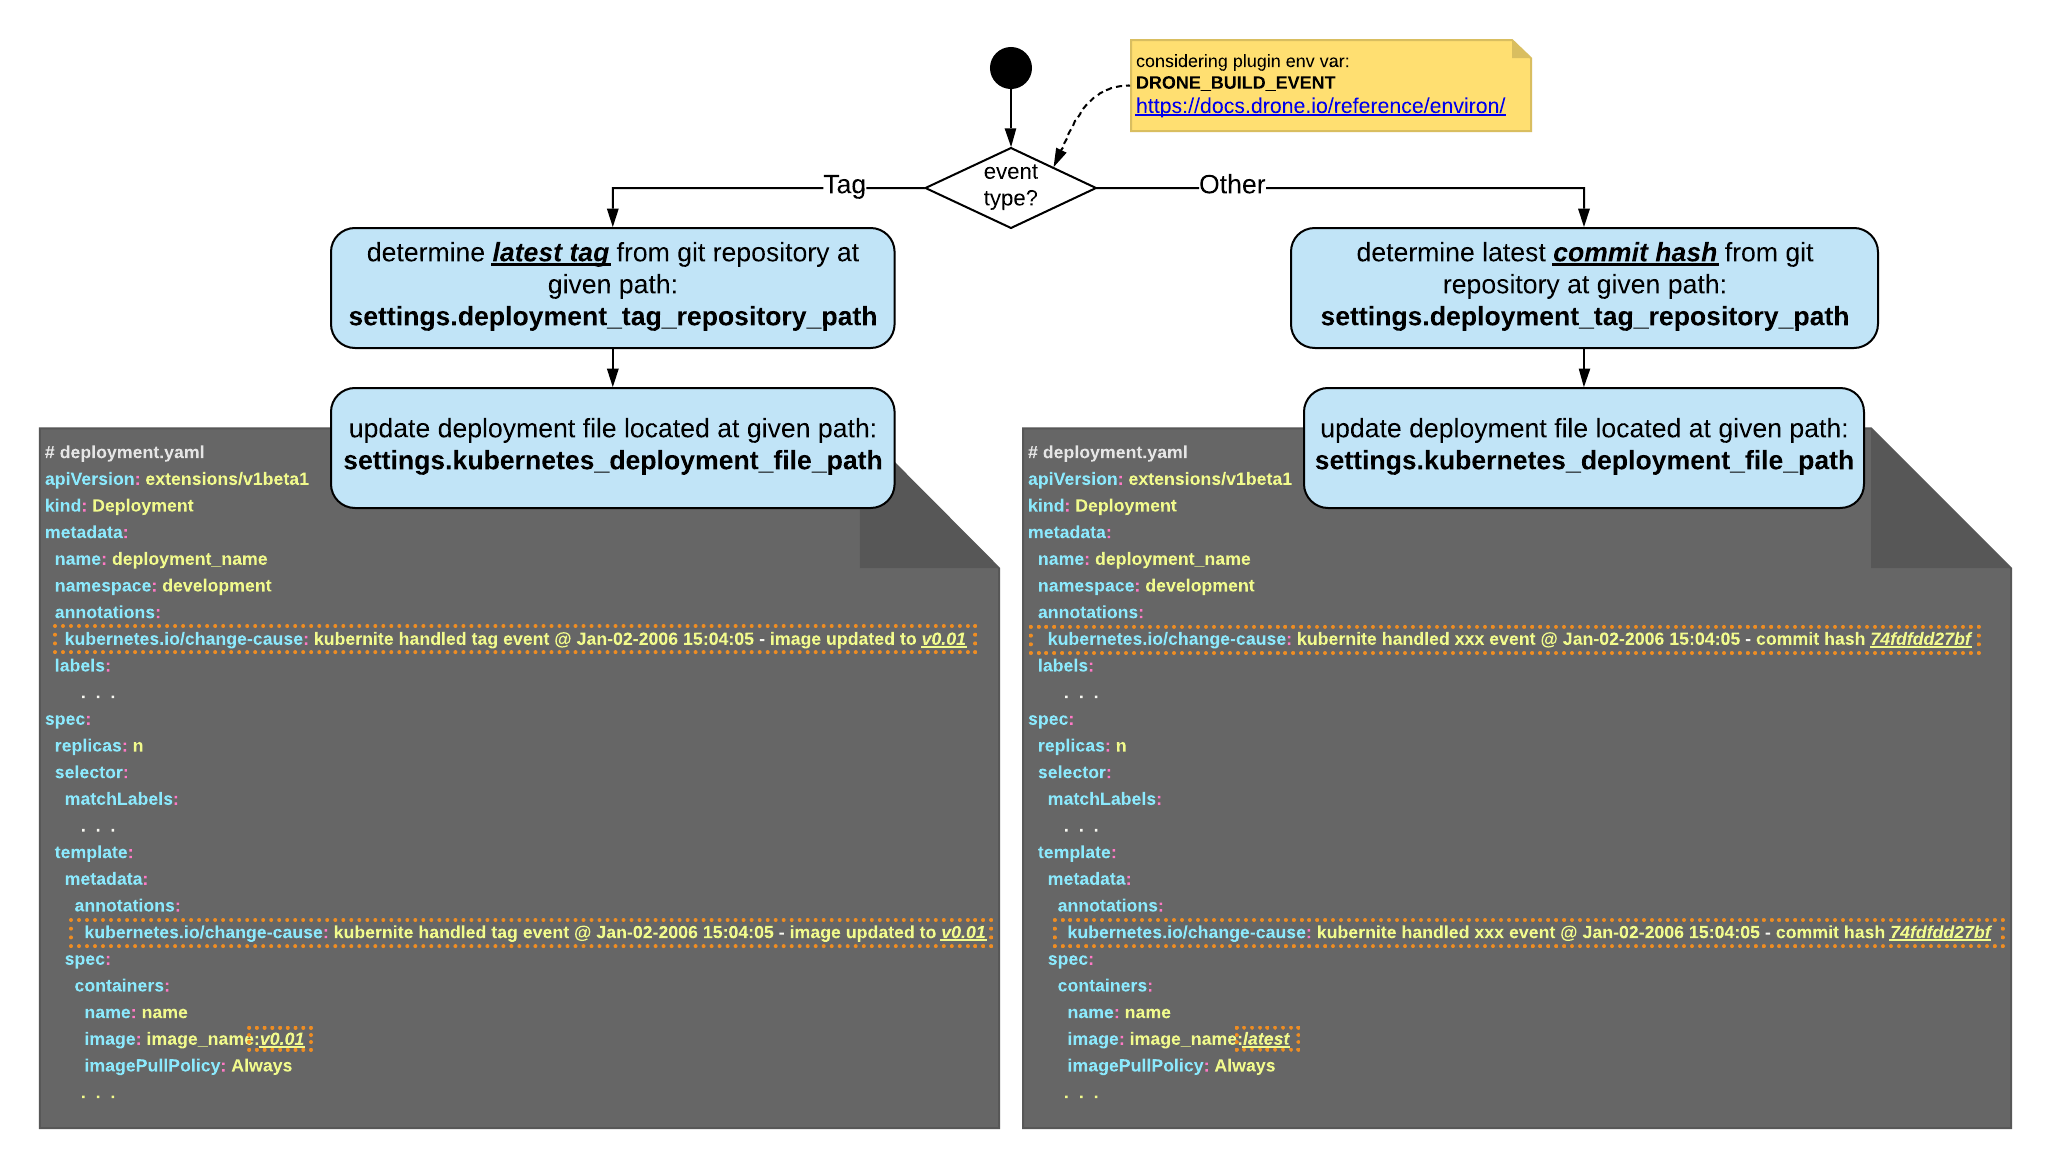 considering plugin env var:
DRONE_BUILD_EVENT
https://docs.drone.io/reference/environ/
event
type?
Tag
Other
determine latest tag from git repository at
given path:
settings.deployment_tag_repository_path
determine latest commit hash from git
repository at given path:
settings.deployment_tag_repository_path
update deployment file located at given path:
settings.kubernetes_deployment_file_path
update deployment file located at given path:
settings.kubernetes_deployment_file_path
# deployment.yaml
apiVersion: extensions/v1beta1
kind: Deployment
metadata:
name: deployment_name
namespace: development
annotations:
kubernetes.io/change-cause: kubernite handled tag event @ Jan-02-2006 15:04:05 - image updated to v0.01
labels:
. . .
spec:
replicas: n
selector:
matchLabels:
. . .
template:
metadata:
annotations:
kubernetes.io/change-cause: kubernite handled tag event @ Jan-02-2006 15:04:05 - image updated to v0.01
spec:
containers:
name: name
image: image_name:v0.01
imagePullPolicy: Always
. . .
# deployment.yaml
apiVersion: extensions/v1beta1
kind: Deployment
metadata:
name: deployment_name
namespace: development
annotations:
kubernetes.io/change-cause: kubernite handled xxx event @ Jan-02-2006 15:04:05 - commit hash 74fdfdd27bf
labels:
. . .
spec:
replicas: n
selector:
matchLabels:
. . .
template:
metadata:
annotations:
kubernetes.io/change-cause: kubernite handled xxx event @ Jan-02-2006 15:04:05 - commit hash 74fdfdd27bf
spec:
containers:
name: name
image: image_name:latest
imagePullPolicy: Always
. . .